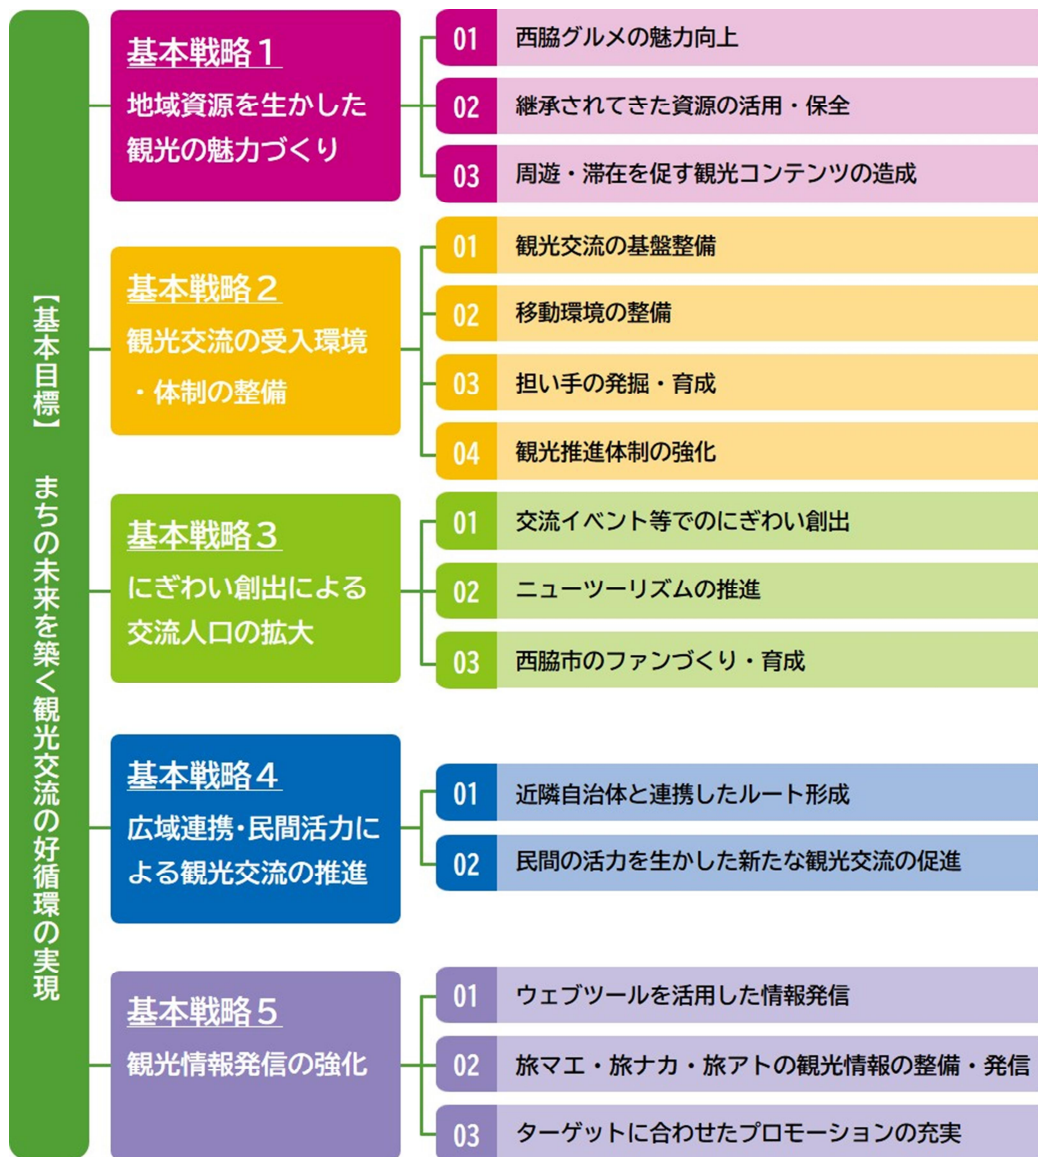 【基本目標】 まちの未来を築く観光交流の好循環の実現
基本戦略1
地域資源を生かした
観光の魅力づくり
01 西脇グルメの魅力向上
02 継承されてきた資源の活用・保全
03 周遊・滞在を促す観光コンテンツの造成
基本戦略2
観光交流の受入環境
・体制の整備
01 観光交流の基盤整備
02 移動環境の整備
03 担い手の発掘・育成
04 観光推進体制の強化
基本戦略3
にぎわい創出による
交流人口の拡大
01 交流イベント等でのにぎわい創出
02 ニューツーリズムの推進
03 西脇市のファンづくり・育成
基本戦略4
広域連携・民間活力に
よる観光交流の推進
01 近隣自治体と連携したルート形成
02 民間の活力を生かした新たな観光交流の促進
基本戦略5
観光情報発信の強化
01 ウェブツールを活用した情報発信
02 旅マエ・旅ナカ・旅アトの観光情報の整備・発信
03 ターゲットに合わせたプロモーションの充実